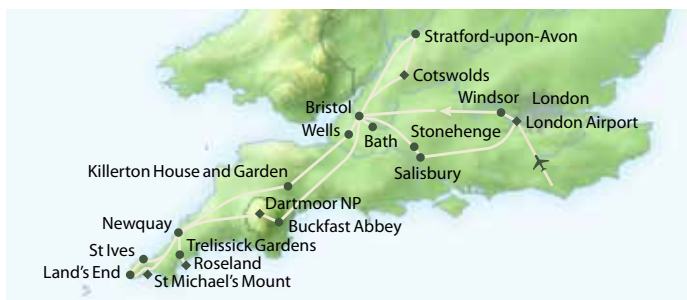 Stratford-upon-Avon
Cotswolds
Windsor
London
Bristol
London Airport
Wells
Bath
Stonehenge
Salisbury
Killerton House and Garden
Dartmoor NP
Newquay
Buckfast Abbey
Trelissick Gardens
St Ives
Roseland
Land's End
St Michael's Mount